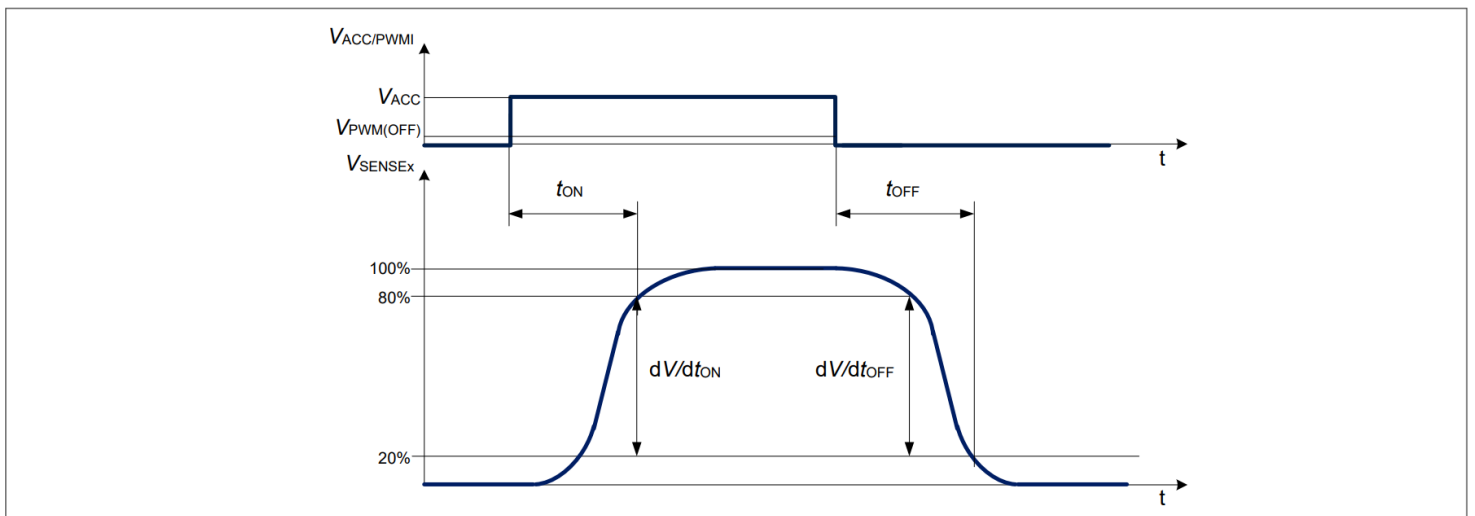 VACC/PWMI
VACC
VPWM(OFF)
t
VSENSEx
tON
tOFF
100%
80%
dV/dtON
dV/dtOFF
20%
t